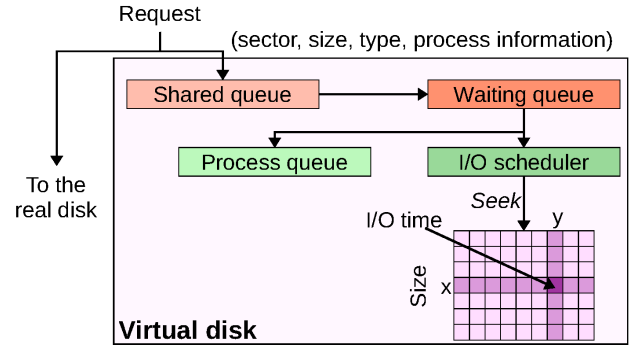 Request
(sector, size, type, process information)
Shared queue
Waiting queue
Process queue
I/O scheduler
To the
real disk
Seek
I/O time
y
Size
x
Virtual disk